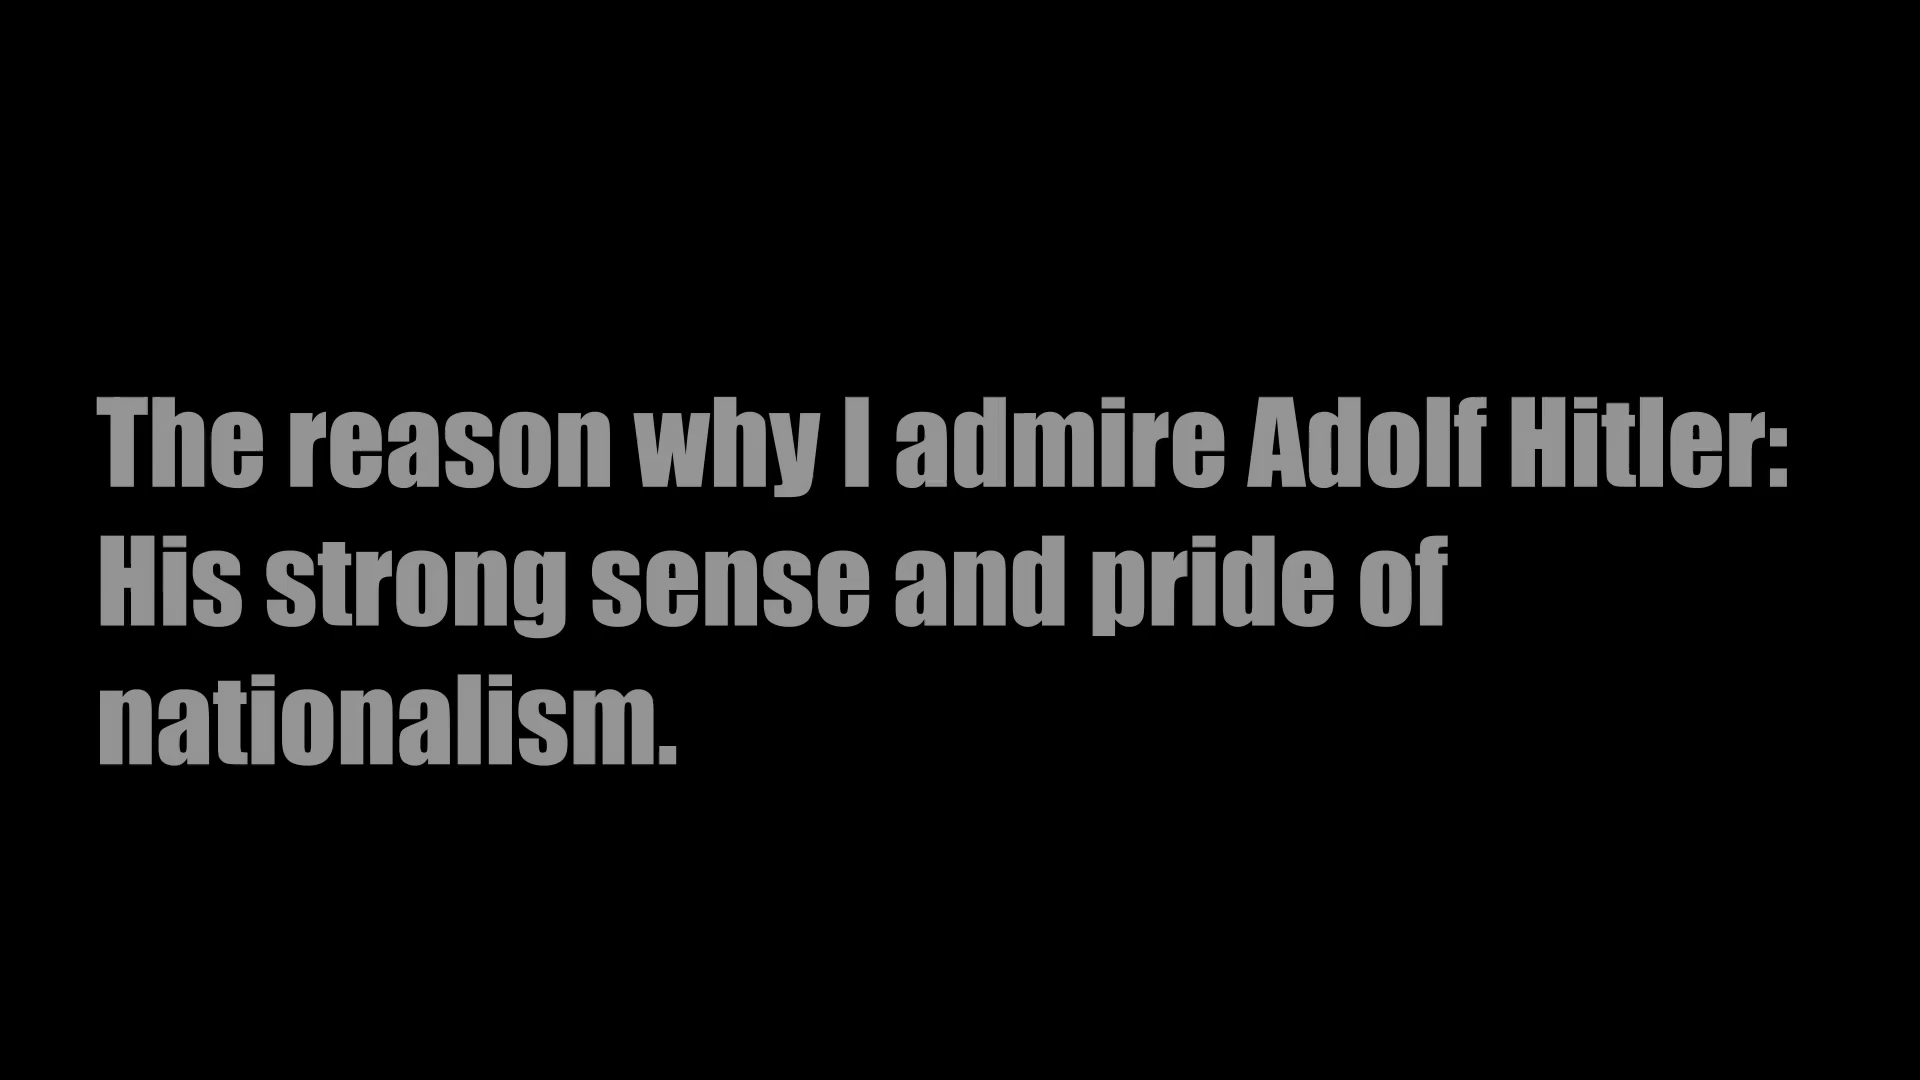 The reason why I admire Adolf Hitler:
His strong sense and pride of
nationalism.